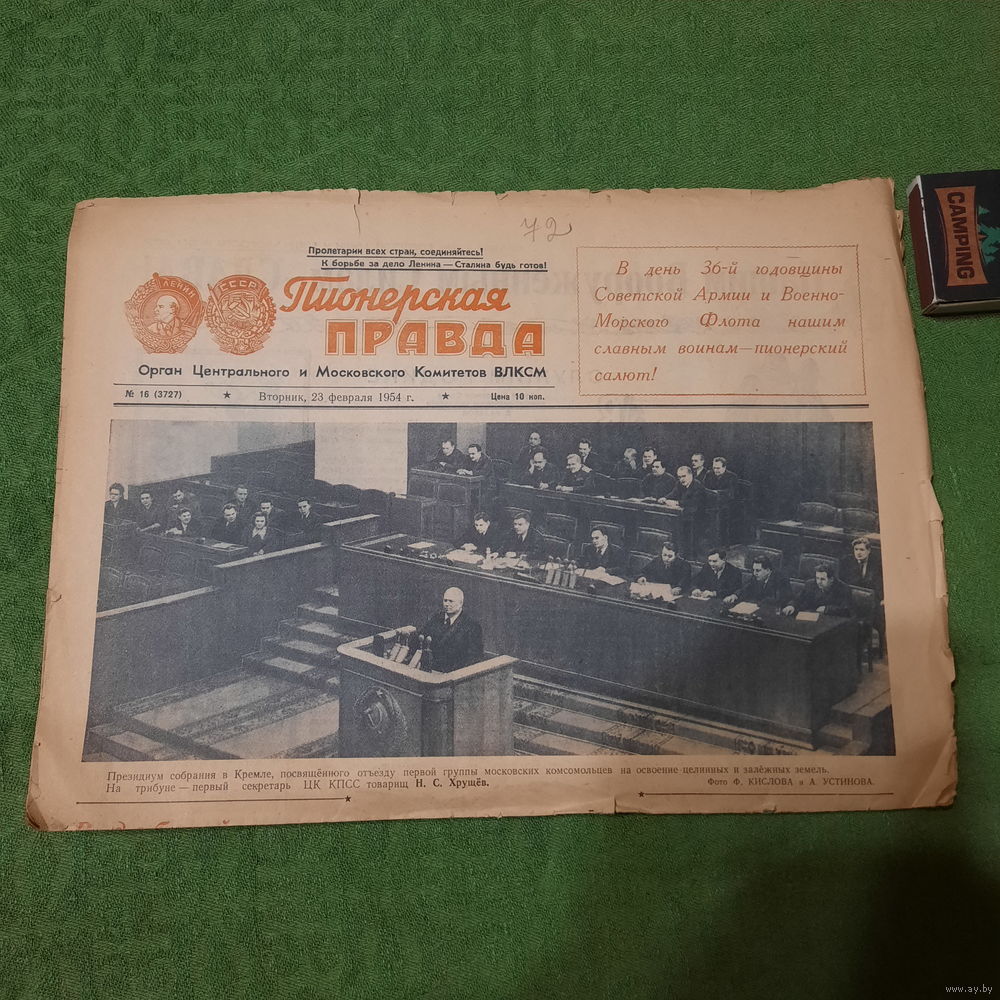 72
Пролетарии всех стран, соединяйтесь!
К борьбе за дело Ленина — Сталина будь готов!
ЛЕНИН
СССР
Пионерская
ПРАВДА
Орган Центрального и Московского Комитетов ВЛКСМ
№ 16 (3727) ★ Вторник, 23 февраля 1954 г. ★ Цена 10 коп.
В день 36-й годовщины
Советской Армии и Военно-
Морского Флота нашим
славным воинам—пионерский
салют!
Президиум собрания в Кремле, посвящённого отъезду первой группы московских комсомольцев на освоение целинных и залежных земель.
На трибуне — первый секретарь ЦК КПСС товарищ Н. С. Хрущёв. Фото Ф. КИСЛОВА и А. УСТИНОВА.
CAMPING
www.ay.by